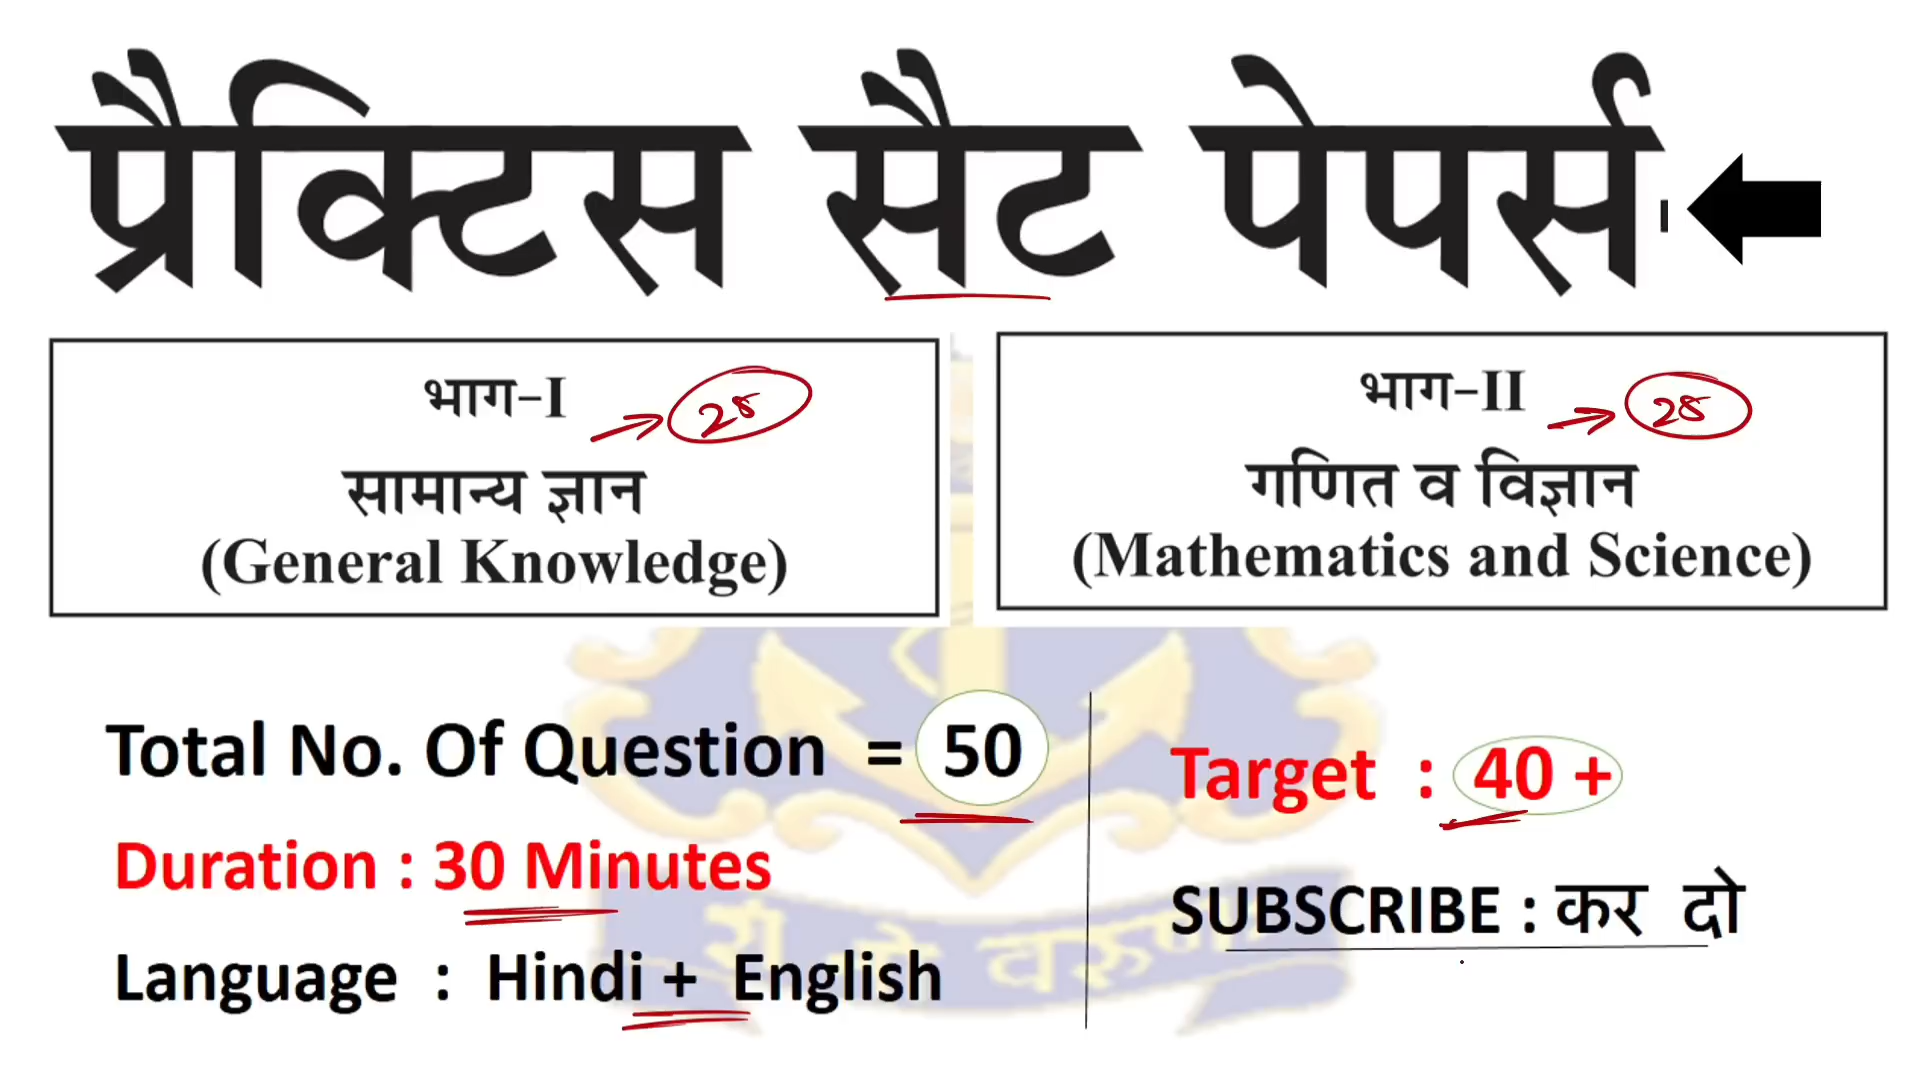 प्रैक्टिस सैट पेपर्स
भाग-I
25
सामान्य ज्ञान
(General Knowledge)
भाग-II
25
गणित व विज्ञान
(Mathematics and Science)
Total No. Of Question = 50
Duration : 30 Minutes
Language : Hindi + English
Target : 40 +
SUBSCRIBE : कर दो
वरुणः